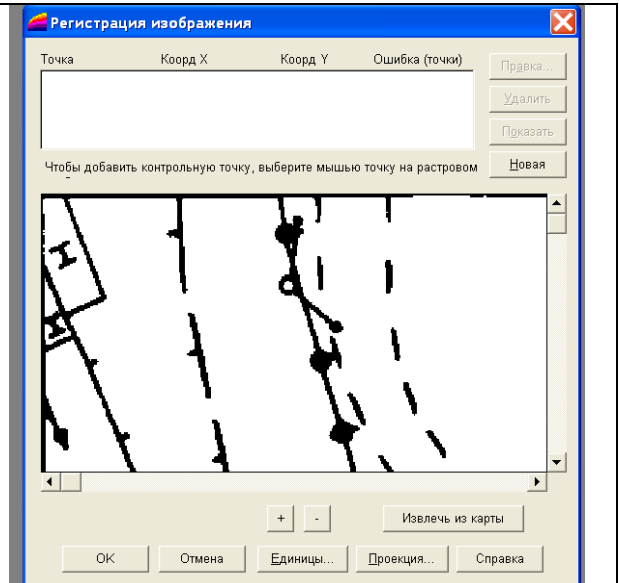 Регистрация изображения
Точка Коорд X Коорд Y Ошибка (точки)
Правка...
Удалить
Показать
Новая
Чтобы добавить контрольную точку, выберите мышью точку на растровом
Н
Н
+ -
Извлечь из карты
OK Отмена Единицы... Проекция... Справка